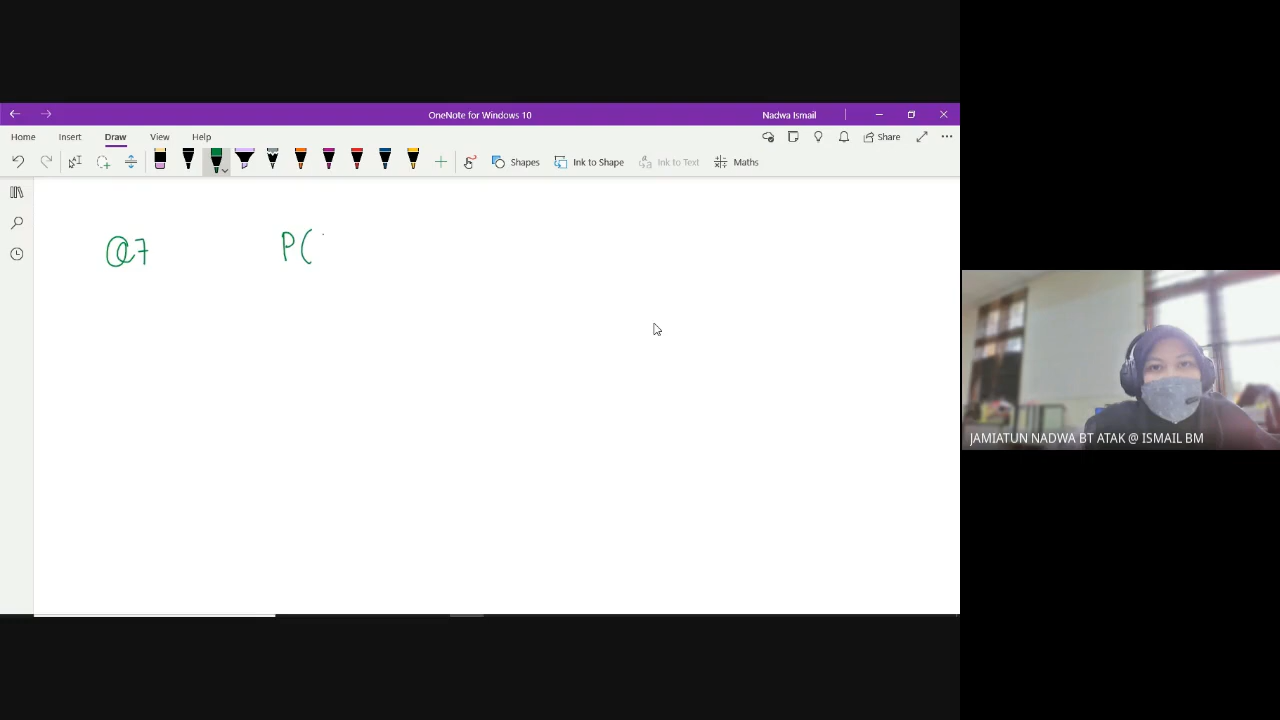 OneNote for Windows 10
Nadwa Ismail
Home Insert Draw View Help
Share
Shapes Ink to Shape Ink to Text Maths
Q7 P(
JAMIATUN NADWA BT ATAK @ ISMAIL BM